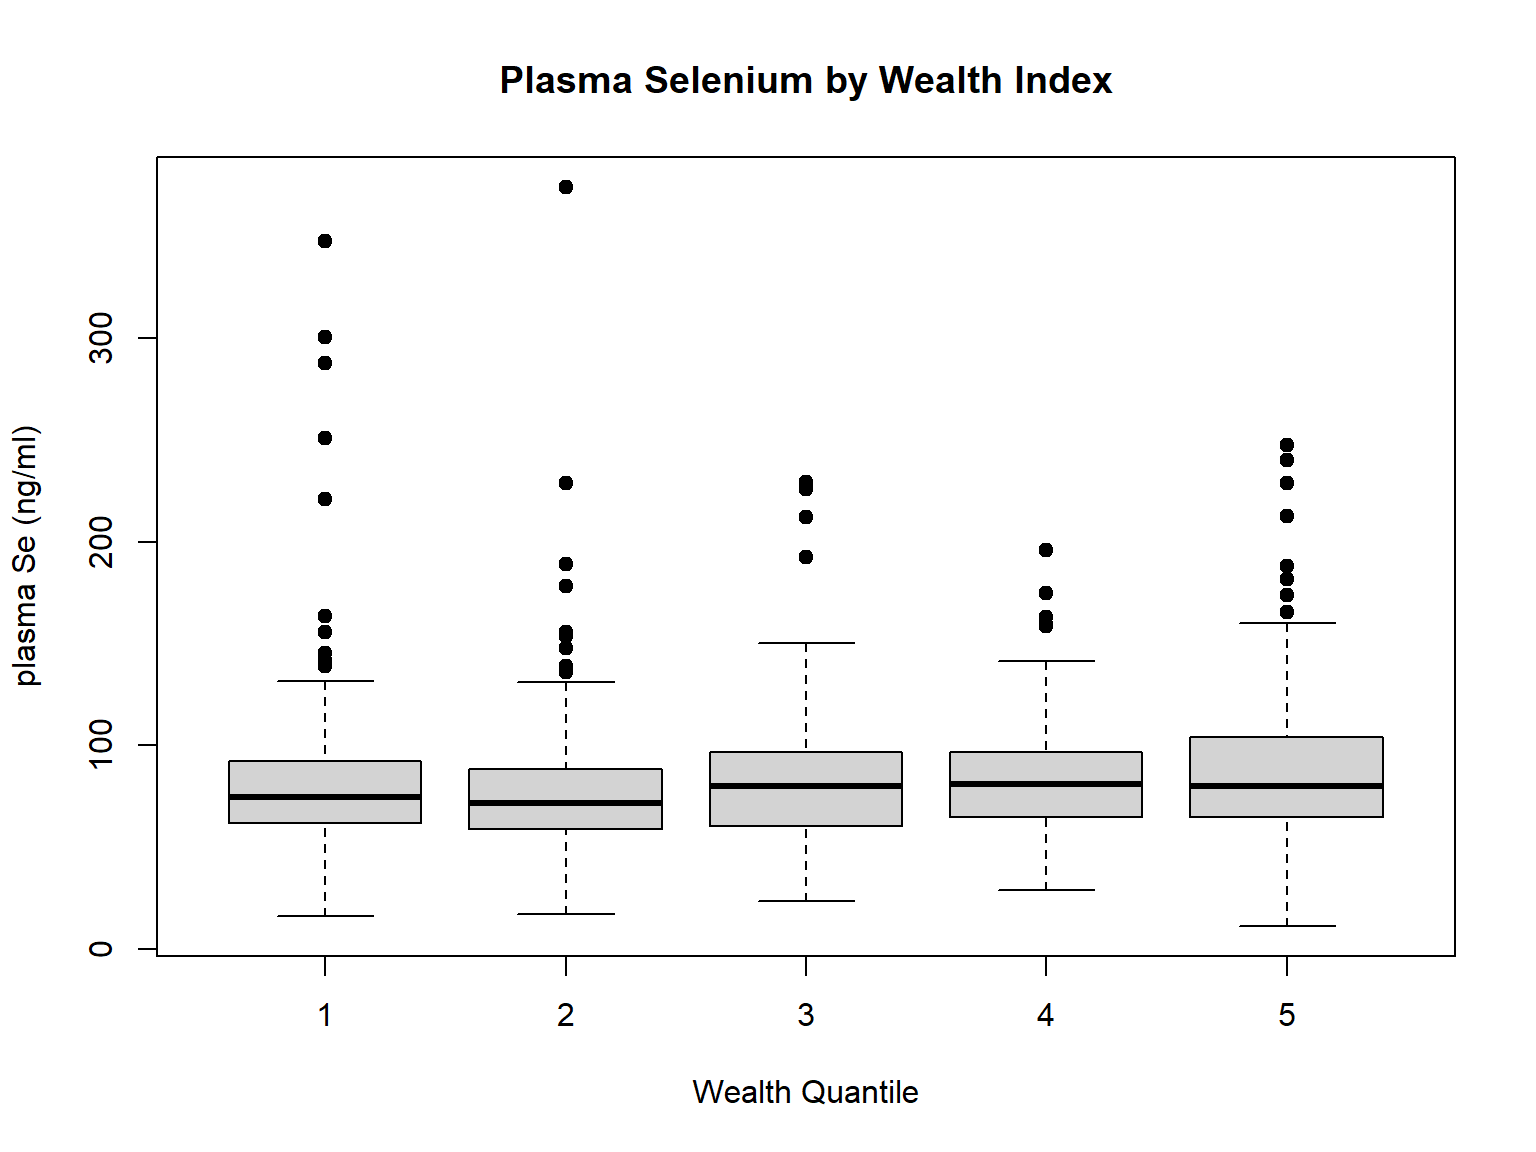 Plasma Selenium by Wealth Index
plasma Se (ng/ml)
300
200
100
0
1 2 3 4 5
Wealth Quantile